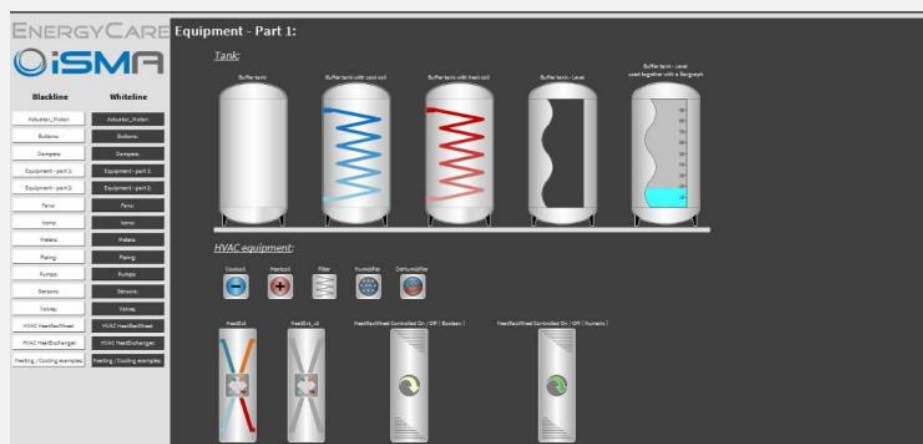 ENERGYCARE
iSMA
Equipment - Part 1:
Blackline Whiteline
Actuator_Motor: Actuator_Motor:
Buttons: Buttons:
Dampers: Dampers:
Equipment - part 1: Equipment - part 1:
Equipment - part 2: Equipment - part 2:
Fans: Fans:
Icons: Icons:
Meters: Meters:
Piping: Piping:
Pumps: Pumps:
Sensors: Sensors:
Valves: Valves:
HVAC HeatRecWheel: HVAC HeatRecWheel:
HVAC HeatExchanger: HVAC HeatExchanger:
Heating / Cooling examples: Heating / Cooling examples:
Tank:
Buffer tank
Buffer tank with cool coil
Buffer tank with heat coil
Buffer tank - Level
Buffer tank - Level
used together with a Bargraph
HVAC equipment:
Coolcoil Heatcoil Filter Humidifier DeHumidifier
HeatEx1 HeatEx_v2 HeatRecWheel Controlled On / Off ( Boolean ) HeatRecWheel Controlled On / Off ( Numeric )